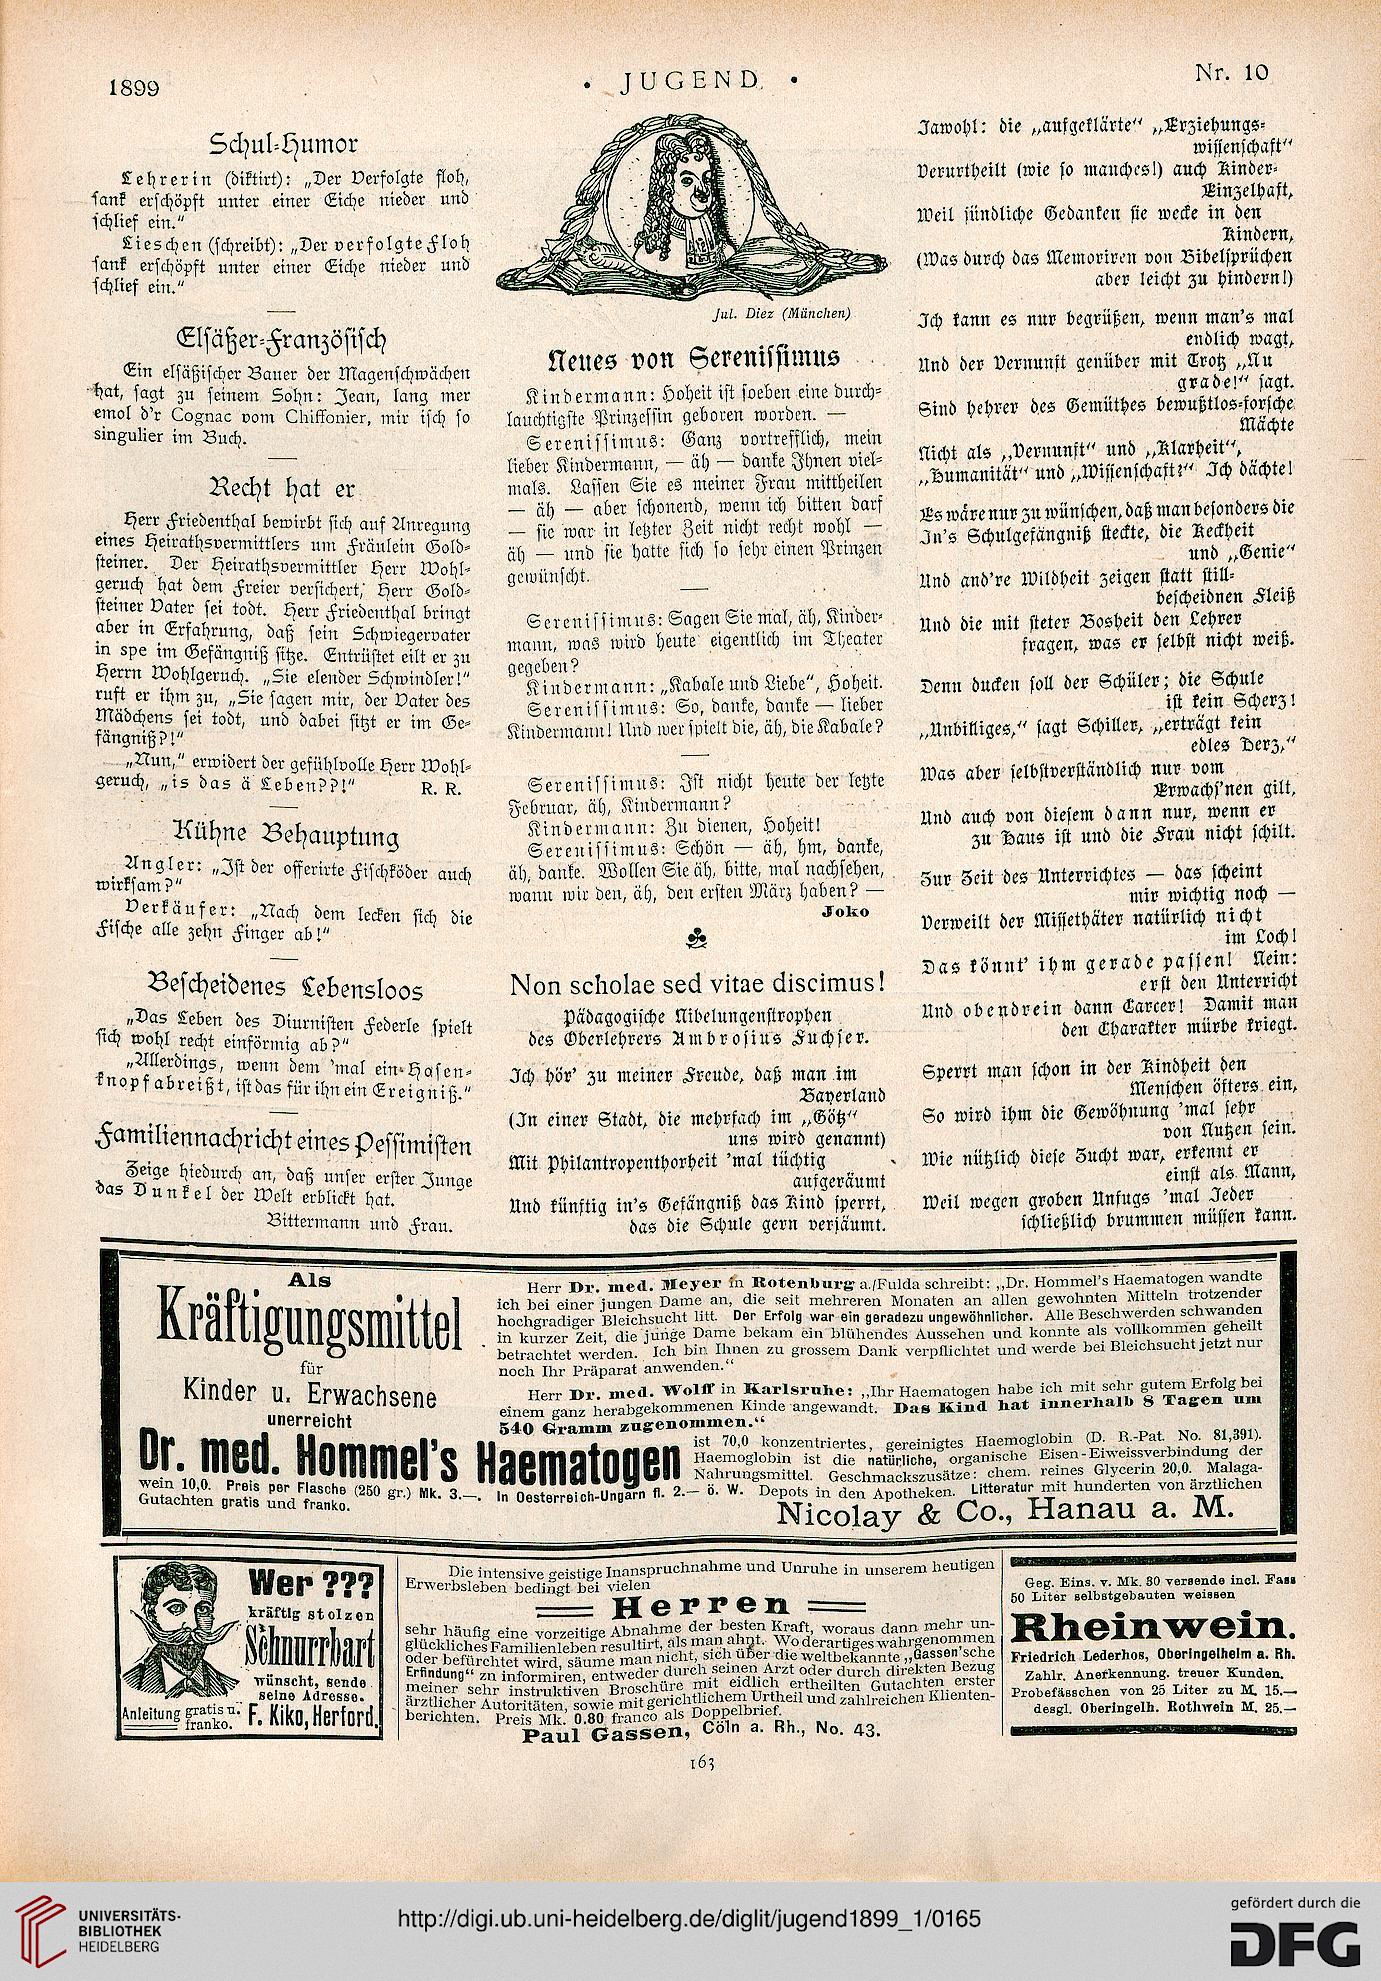 1899
• JUGEND •
Nr. 10
Schul-Humor
Lehrerin (diktirt): „Der Verfolgte floh,
sank erschöpft unter einer Eiche nieder und
schlief ein.“
Lieschen (schreibt): „Der verfolgte Floh
sank erschöpft unter einer Eiche nieder und
schlief ein.“
Elsäßer-Französisch
Ein elsäßischer Bauer der Magenschwächen
hat, sagt zu seinem Sohn: Jean, lang mer
emol d'r Cognac vom Chiffonier, mir isch so
singulier im Buch.
Recht hat er
Herr Friedenthal bewirbt sich auf Anregung
eines Heirathsvermittlers um Fräulein Gold-
steiner. Der Heirathsvermittler Herr Wohl-
geruch hat dem Freier versichert, Herr Gold-
steiner Vater sei todt. Herr Friedenthal bringt
aber in Erfahrung, daß sein Schwiegervater
in spe im Gefängniß sitze. Entrüstet eilt er zu
Herrn Wohlgeruch. „Sie elender Schwindler!“
ruft er ihm zu, „Sie sagen mir, der Vater des
Mädchens sei todt, und dabei sitzt er im Ge-
fängniß?!“
„Nun,“ erwidert der gefühlvolle Herr Wohl-
geruch, „is das ä Leben??!“ R. R.
Kühne Behauptung
Angler: „Ist der offerirte Fischköder auch
wirksam?“
Verkäufer: „Nach dem lecken sich die
Fische alle zehn Finger ab!“
Bescheidenes Lebensloos
„Das Leben des Diurnisten Federle spielt
sich wohl recht einförmig ab?“
„Allerdings, wenn dem 'mal ein Hosen-
knopf abreißt, ist das für ihn ein Ereigniß.“
Familiennachricht eines Pessimisten
Zeige hiedurch an, daß unser erster Junge
das Dunkel der Welt erblickt hat.
Bittermann und Frau.
Jul. Diez (München)
Neues von Serenissimus
Kindermann: Hoheit ist soeben eine durch-
lauchtigste Prinzessin geboren worden. —
Serenissimus: Ganz vortrefflich, mein
lieber Kindermann, — äh — danke Ihnen viel-
mals. Lassen Sie es meiner Frau mittheilen
— äh — aber schonend, wenn ich bitten darf
— sie war in letzter Zeit nicht recht wohl —
äh — und sie hatte sich so sehr einen Prinzen
gewünscht.
Serenissimus: Sagen Sie mal, äh, Kinder-
mann, was wird heute eigentlich im Theater
gegeben?
Kindermann: „Kabale und Liebe“, Hoheit.
Serenissimus: So, danke, danke — lieber
Kindermann! Und wer spielt die, äh, die Kabale?
Serenissimus: Ist nicht heute der letzte
Februar, äh, Kindermann?
Kindermann: Zu dienen, Hoheit!
Serenissimus: Schön — äh, hm, danke,
äh, danke. Wollen Sie äh, bitte, mal nachsehen,
wann wir den, äh, den ersten März haben? —
Joko
Non scholae sed vitae discimus!
Pädagogische Nibelungenstrophen
des Oberlehrers Ambrosius Fuchser.
Ich hör' zu meiner Freude, daß man im
Bayerland
(In einer Stadt, die mehrfach im „Götz“
uns wird genannt)
Mit Philantropenthorheit 'mal tüchtig
aufgeräumt
Und künftig in's Gefängniß das Kind sperrt,
das die Schule gern versäumt.
Jawohl: die „aufgeklärte“ „Erziehungs-
wissenschaft“
Verurtheilt (wie so manches!) auch Kinder-
Einzelhaft,
Weil sündliche Gedanken sie wecke in den
Kindern,
(Was durch das Memoriren von Bibelsprüchen
aber leicht zu hindern!)
Ich kann es nur begrüßen, wenn man's mal
endlich wagt,
Und der Vernunft genüber mit Trotz „Nu
grade!“ sagt.
Sind hehrer des Gemüthes bewußtlos-forsche
Mächte
Nicht als „Vernunft“ und „Klarheit“,
„Humanität“ und „Wissenschaft?“ Ich dächte!
Es wäre nur zu wünschen, daß man besonders die
In's Schulgefängniß steckte, die Keckheit
und „Genie“
Und and're Wildheit zeigen statt still-
bescheidnen Fleiß
Und die mit steter Bosheit den Lehrer
fragen, was er selbst nicht weiß.
Denn ducken soll der Schüler; die Schule
ist kein Scherz!
„Unbilliges,“ sagt Schiller, „erträgt kein
edles Herz,“
Was aber selbstverständlich nur vom
Erwachs'nen gilt,
Und auch von diesem dann nur, wenn er
zu Haus ist und die Frau nicht schilt.
Zur Zeit des Unterrichtes — das scheint
mir wichtig noch —
Verweilt der Missethäter natürlich nicht
im Loch!
Das könnt' ihm gerade passen! Nein:
erst den Unterricht
Und obendrein dann Carcer! Damit man
den Charakter mürbe kriegt.
Sperrt man schon in der Kindheit den
Menschen öfters ein,
So wird ihm die Gewöhnung 'mal sehr
von Nutzen sein.
Wie nützlich diese Zucht war, erkennt er
einst als Mann,
Weil wegen groben Unfugs 'mal Jeder
schließlich brummen müssen kann.
Als
Kräftigungsmittel
für
Kinder u. Erwachsene
unerreicht
Dr. med. Hommel's Haematogen
Herr Dr. med. Meyer in Rotenburg a./Fulda schreibt: „Dr. Hommel's Haematogen wandte
ich bei einer jungen Dame an, die seit mehreren Monaten an allen gewohnten Mitteln trotzender
hochgradiger Bleichsucht litt. Der Erfolg war ein geradezu ungewöhnlicher. Alle Beschwerden schwanden
in kurzer Zeit, die junge Dame bekam ein blühendes Aussehen und konnte als vollkommen geheilt
betrachtet werden. Ich bin Ihnen zu grossem Dank verpflichtet und werde bei Bleichsucht jetzt nur
noch Ihr Präparat anwenden.“
Herr Dr. med. Wolff in Karlsruhe: „Ihr Haematogen habe ich mit sehr gutem Erfolg bei
einem ganz herabgekommenen Kinde angewandt. Das Kind hat innerhalb 8 Tagen um
540 Gramm zugenommen.“
ist 70,0 konzentriertes, gereinigtes Haemoglobin (D. R.-Pat. No. 81,391).
Haemoglobin ist die natürliche, organische Eisen-Eiweissverbindung der
Nahrungsmittel. Geschmackszusätze: chem. reines Glycerin 20,0. Malaga-
wein 10,0. Preis per Flasche (250 gr.) Mk. 3.—. In Oesterreich-Ungarn fl. 2.— ö. W. Depots in den Apotheken. Litteratur mit hunderten von ärztlichen
Gutachten gratis und franko.
Nicolay & Co., Hanau a. M.
Wer ???
kräftig stolzen
Schnurrbart
wünscht, sende
seine Adresse.
Anleitung gratis u. franko. F. Kiko, Herford.
Die intensive geistige Inanspruchnahme und Unruhe in unserem heutigen
Erwerbsleben bedingt bei vielen
Herren
sehr häufig eine vorzeitige Abnahme der besten Kraft, woraus dann mehr un-
glückliches Familienleben resultirt, als man ahnt. Wo derartiges wahrgenommen
oder befürchtet wird, säume man nicht, sich über die weltbekannte „Gassen'sche
Erfindung“ zu informiren, entweder durch seinen Arzt oder durch direkten Bezug
meiner sehr instruktiven Broschüre mit eidlich ertheilten Gutachten erster
ärztlicher Autoritäten, sowie mit gerichtlichem Urtheil und zahlreichen Klienten-
berichten. Preis Mk. 0.80 franco als Doppelbrief.
Paul Gassen, Cöln a. Rh., No. 43.
Geg. Eins. v. Mk. 30 versende incl. Fass
50 Liter selbstgebauten weissen
Rheinwein.
Friedrich Lederhos, Oberingelheim a. Rh.
Zahlr. Anerkennung. treuer Kunden.
Probefässchen von 25 Liter zu M. 15.—
desgl. Oberingelh. Rothwein M. 25.—
163
UNIVERSITÄTS-
BIBLIOTHEK
HEIDELBERG
http://digi.ub.uni-heidelberg.de/diglit/jugend1899_1/0165
gefördert durch die
DFG